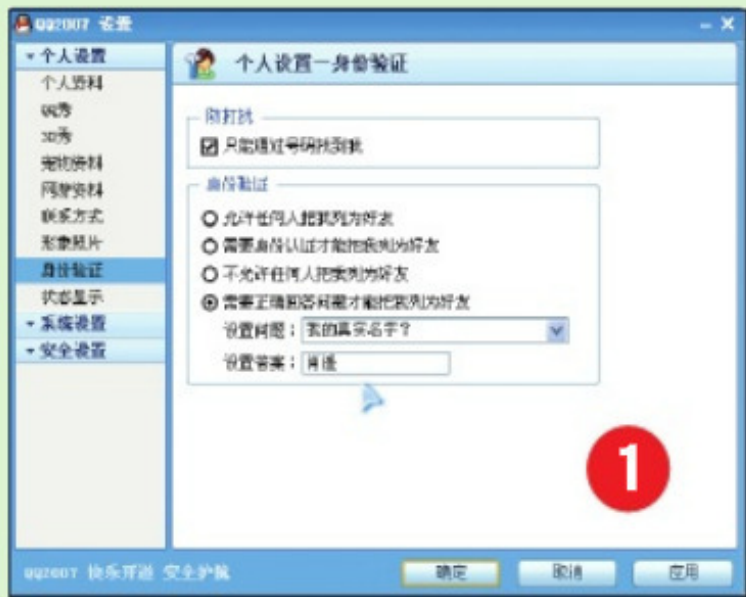 QQ2007 设置
个人设置
个人资料
QQ秀
3D秀
宠物资料
网摩资料
联系方式
形象照片
身份验证
状态显示
系统设置
安全设置
个人设置一身份验证
防打扰
只能通过号码找到我
身份验证
允许任何人把我列为好友
需要身份认证才能把我列为好友
不允许任何人把我列为好友
需要正确回答问题才能把我列为好友
设置问题：我的真实名字？
设置答案：肖遥
1
QQ2007 快乐开道 安全护航
确定
取消
应用